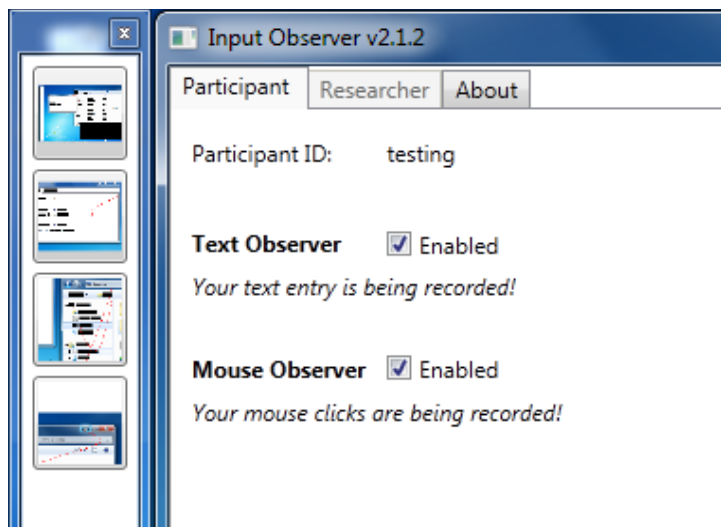 Input Observer v2.1.2
Participant Researcher About
Participant ID: testing
Text Observer Enabled
Your text entry is being recorded!
Mouse Observer Enabled
Your mouse clicks are being recorded!